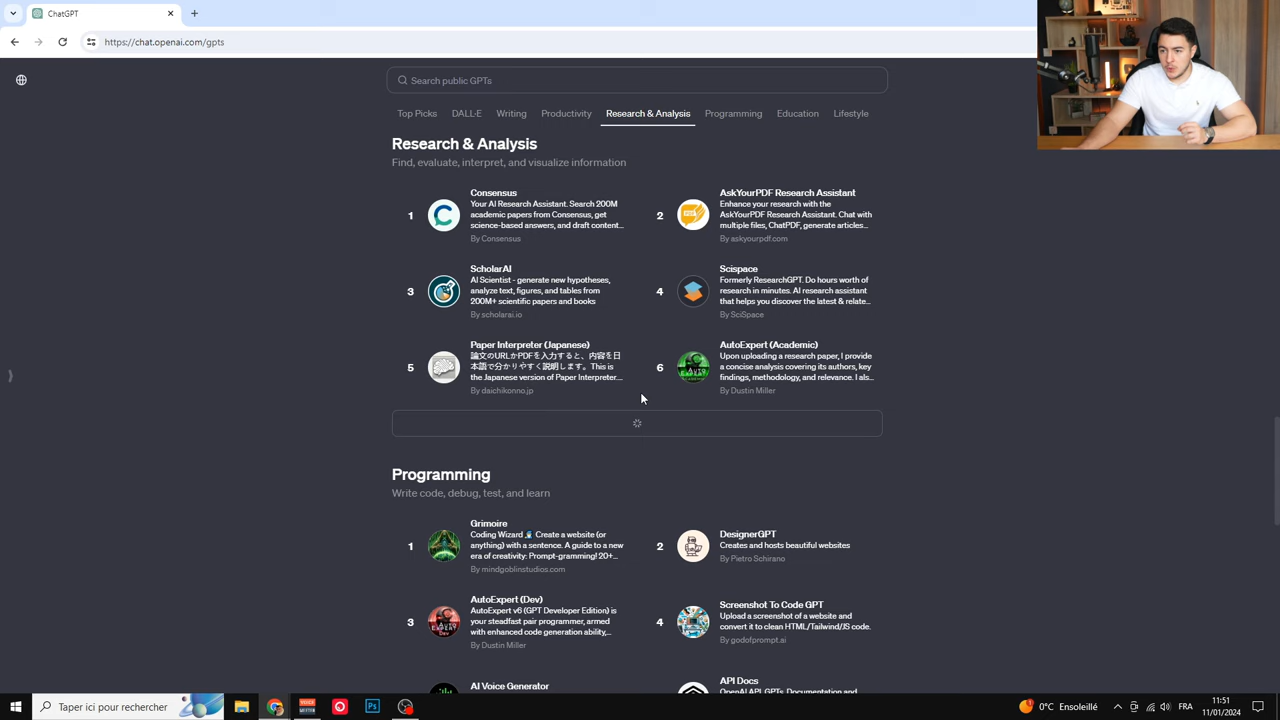 ChatGPT
https://chat.openai.com/gpts
Search public GPTs
Top Picks DALL·E Writing Productivity Research & Analysis Programming Education Lifestyle
Research & Analysis
Find, evaluate, interpret, and visualize information
1
Consensus
Your AI Research Assistant. Search 200M
academic papers from Consensus, get
science-based answers, and draft content...
By Consensus
2
AskYourPDF Research Assistant
Enhance your research with the
AskYourPDF Research Assistant. Chat with
multiple files, ChatPDF, generate articles...
By askyourpdf.com
3
ScholarAI
AI Scientist - generate new hypotheses,
analyze text, figures, and tables from
200M+ scientific papers and books
By scholarai.io
4
Scispace
Formerly ResearchGPT. Do hours worth of
research in minutes. AI research assistant
that helps you discover the latest & relate...
By SciSpace
5
Paper Interpreter (Japanese)
論文のURLかPDFを入力すると、内容を日
本語で分かりやすく説明します。This is
the Japanese version of Paper Interpreter....
By daichikonno.jp
6
AutoExpert (Academic)
Upon uploading a research paper, I provide
a concise analysis covering its authors, key
findings, methodology, and relevance. I als...
By Dustin Miller
Programming
Write code, debug, test, and learn
1
Grimoire
Coding Wizard🧙‍♂️ Create a website (or
anything) with a sentence. A guide to a new
era of creativity: Prompt-gramming! 20+...
By mindgoblinstudios.com
2
DesignerGPT
Creates and hosts beautiful websites
By Pietro Schirano
3
AutoExpert (Dev)
AutoExpert v6 (GPT Developer Edition) is
your steadfast pair programmer, armed
with enhanced code generation ability,...
By Dustin Miller
4
Screenshot To Code GPT
Upload a screenshot of a website and
convert it to clean HTML/Tailwind/JS code.
By godofprompt.ai
AI Voice Generator
API Docs
OpenAI API, GPTs, Documentation and
Taper ici pour rechercher
0°C Ensoleillé
FRA
11:51
11/01/2024